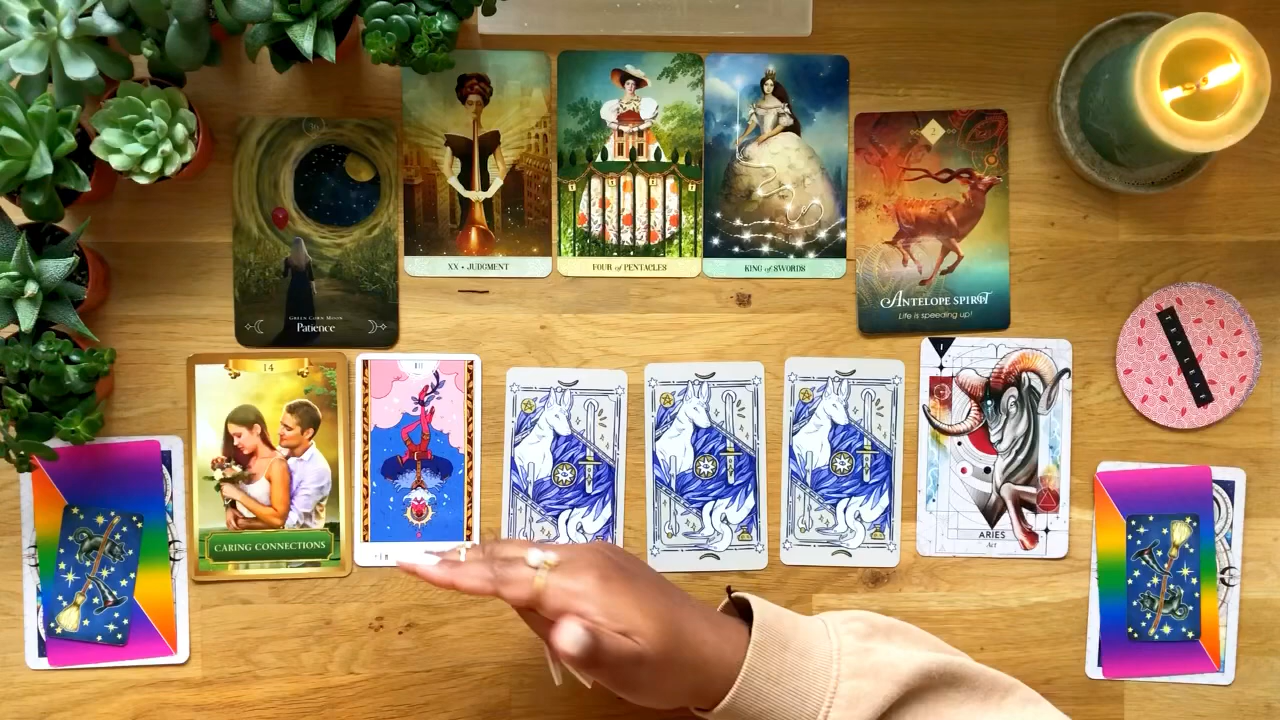 XX • JUDGMENT
FOUR of PENTACLES
KING of SWORDS
2
ANTELOPE SPIRIT
Life is speeding up!
GREEN CORN MOON
Patience
14
CARING CONNECTIONS
I
ARIES
Act
TEA LEAF